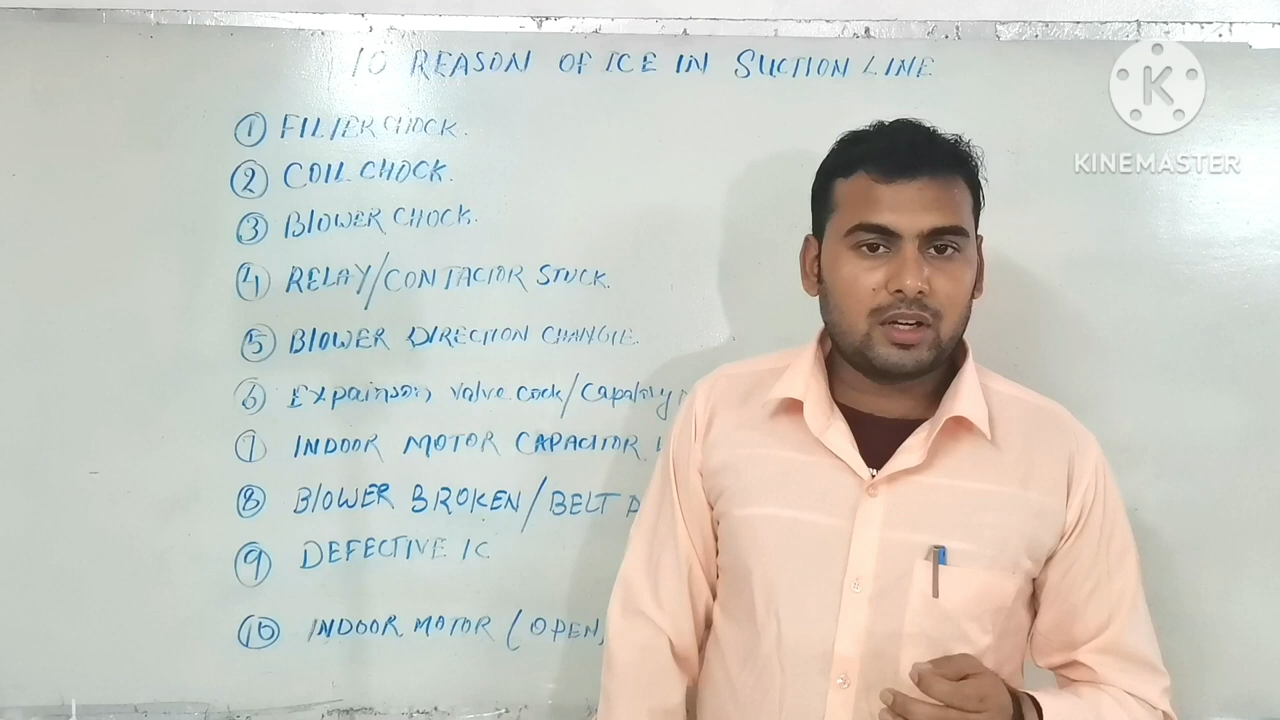 10 REASON OF ICE IN SUCTION LINE
① FILTER CHOCK.
② COIL CHOCK.
③ BLOWER CHOCK.
④ RELAY/CONTACTOR STUCK.
⑤ BLOWER DIRECTION CHANGE.
⑥ valve cock/Capalry
⑦ INDOOR MOTOR CAPACITOR
⑧ BLOWER BROKEN/BELT
⑨ DEFECTIVE IC
⑩ INDOOR MOTOR (OPEN
K
KINEMASTER